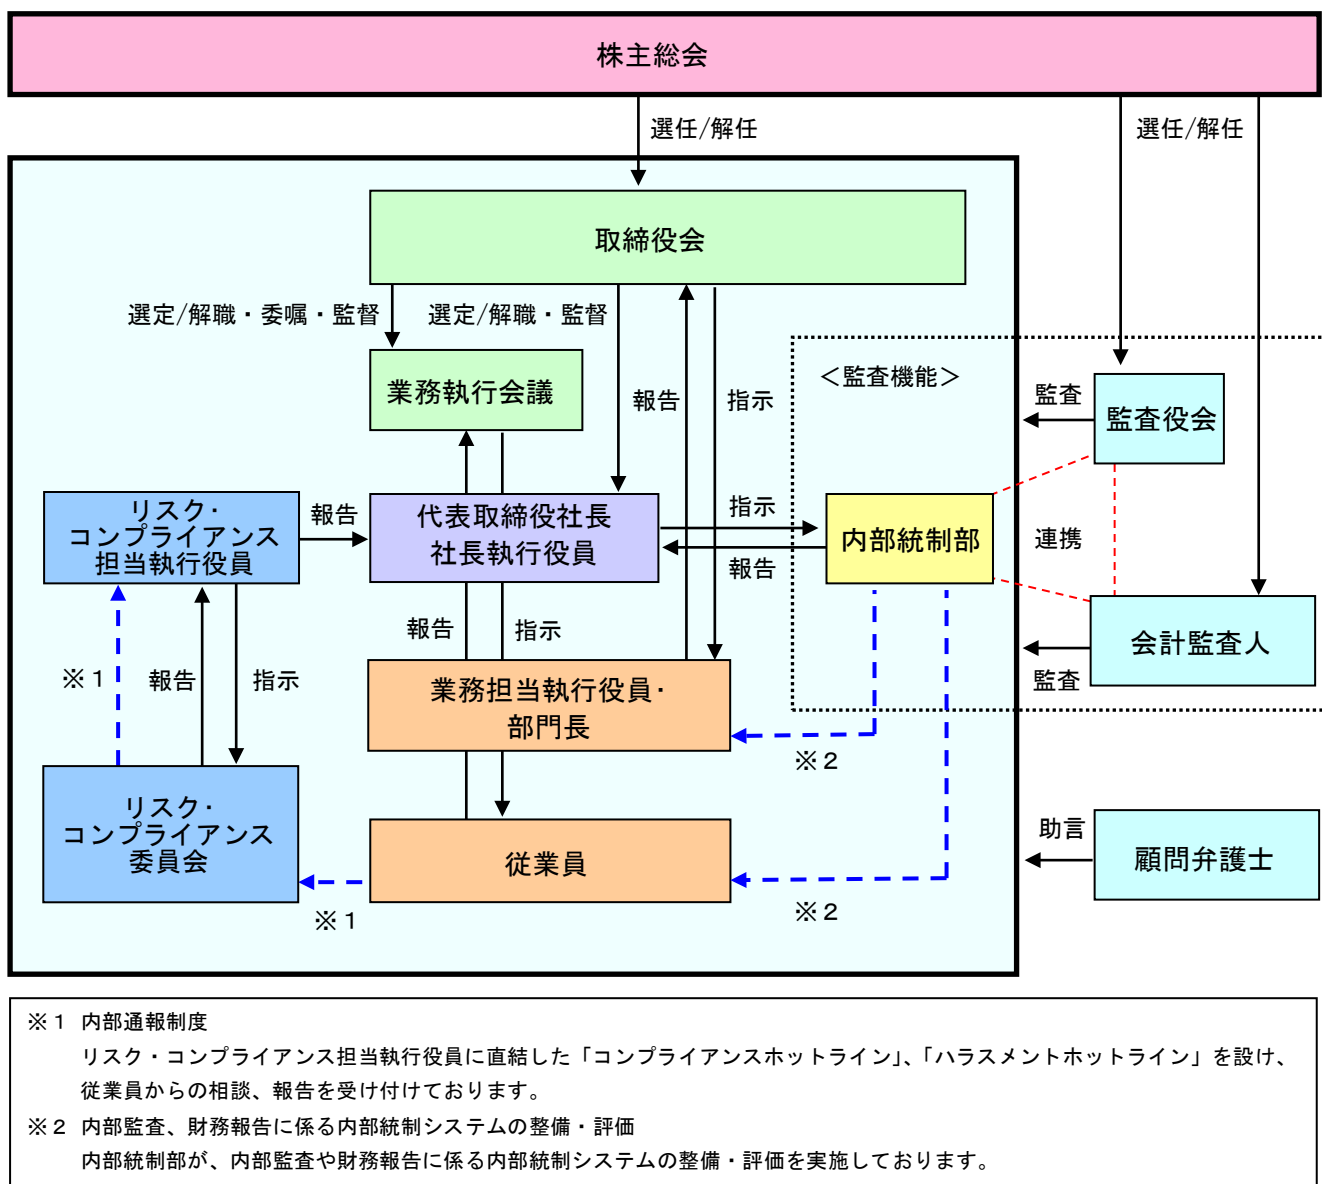 株主総会
選任/解任
選任/解任
取締役会
選定/解職・委嘱・監督
選定/解職・監督
業務執行会議
報告
指示
＜監査機能＞
監査
監査役会
リスク・
コンプライアンス
担当執行役員
報告
代表取締役社長
社長執行役員
指示
報告
内部統制部
連携
報告
指示
会計監査人
監査
※１
報告
指示
業務担当執行役員・
部門長
※２
リスク・
コンプライアンス
委員会
従業員
助言
顧問弁護士
※１
※２
※１ 内部通報制度
リスク・コンプライアンス担当執行役員に直結した「コンプライアンスホットライン」、「ハラスメントホットライン」を設け、
従業員からの相談、報告を受け付けております。
※２ 内部監査、財務報告に係る内部統制システムの整備・評価
内部統制部が、内部監査や財務報告に係る内部統制システムの整備・評価を実施しております。